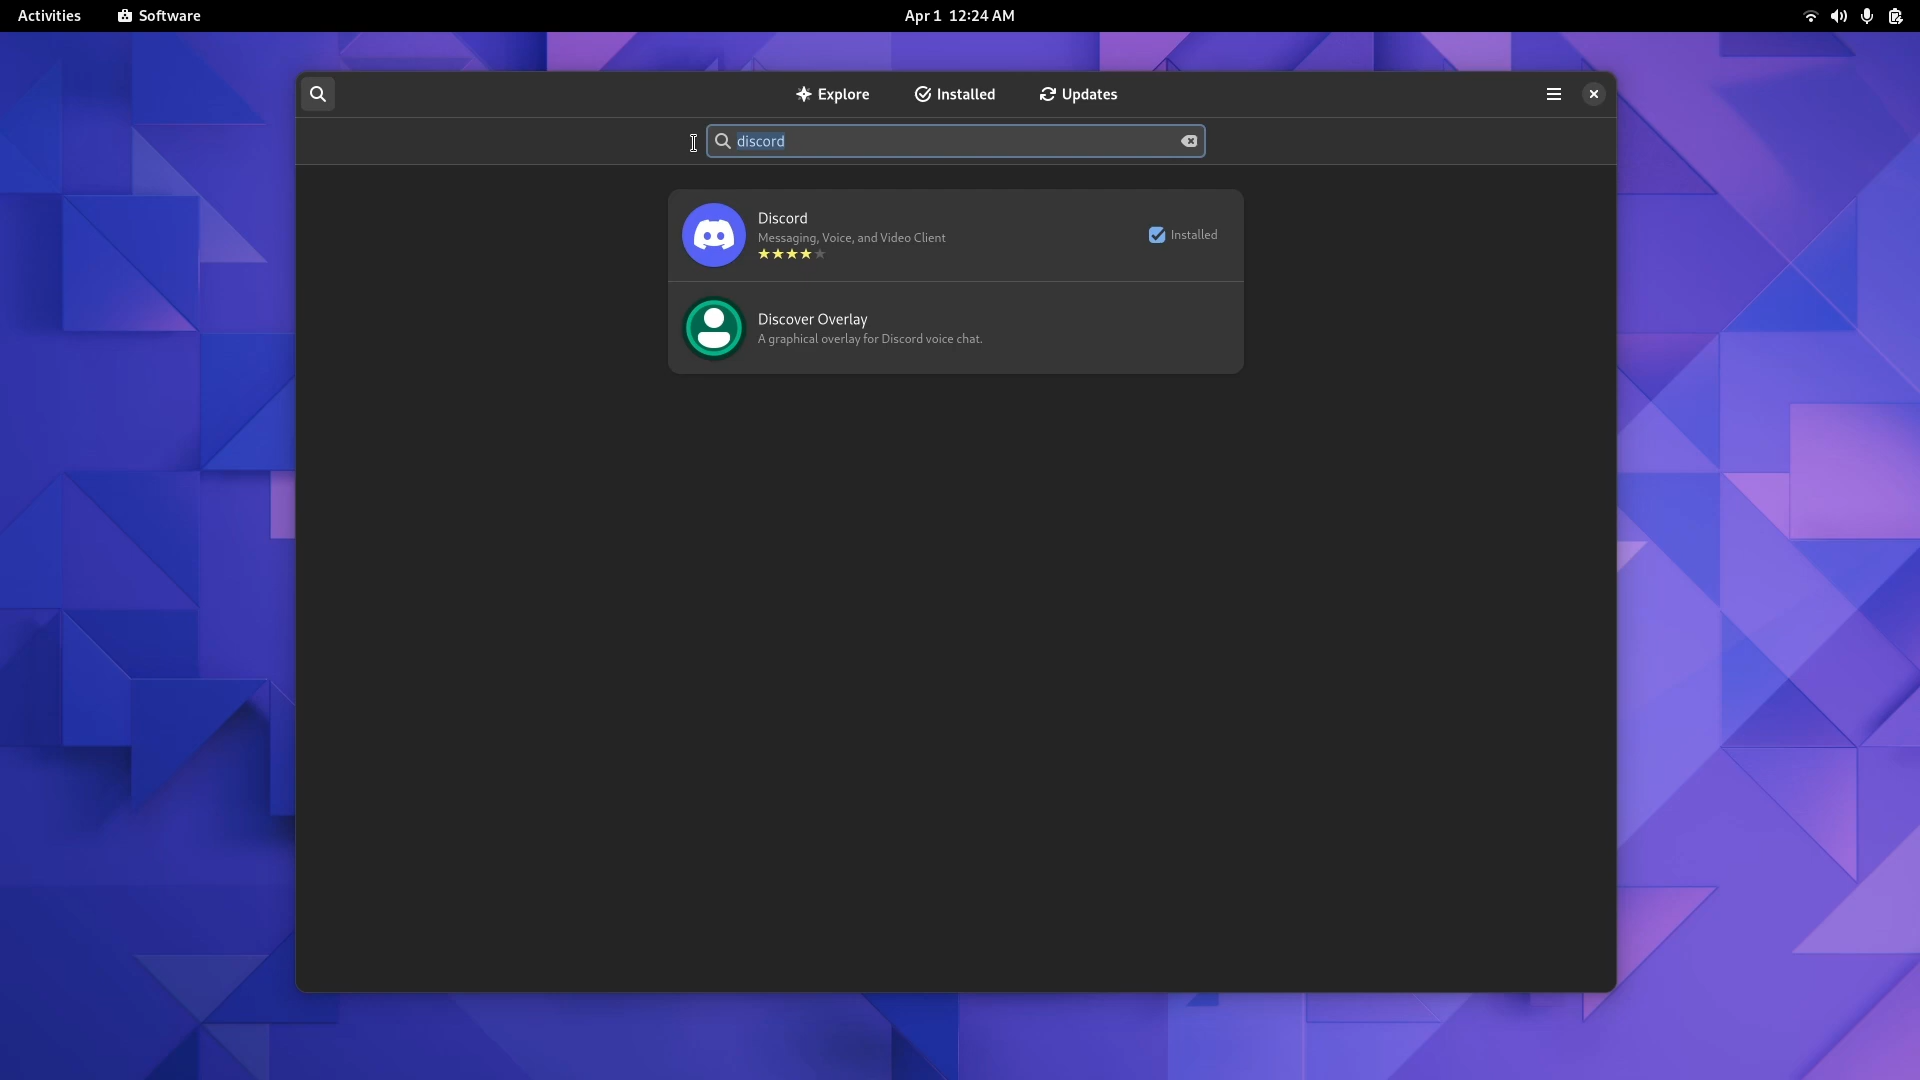 Activities Software Apr 1 12:24 AM
Explore Installed Updates
discord
Discord
Messaging, Voice, and Video Client
Installed
Discover Overlay
A graphical overlay for Discord voice chat.